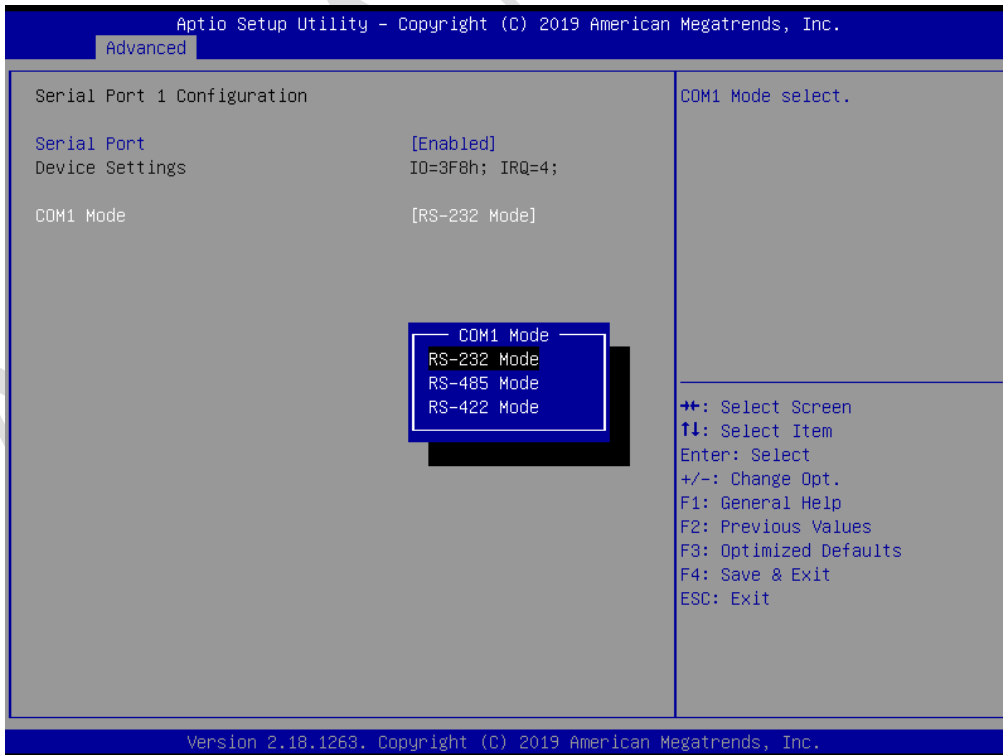 Aptio Setup Utility – Copyright (C) 2019 American Megatrends, Inc.
Advanced
Serial Port 1 Configuration
Serial Port [Enabled]
Device Settings IO=3F8h; IRQ=4;
COM1 Mode [RS-232 Mode]
COM1 Mode
RS-232 Mode
RS-485 Mode
RS-422 Mode
COM1 Mode select.
→←: Select Screen
↑↓: Select Item
Enter: Select
+/-: Change Opt.
F1: General Help
F2: Previous Values
F3: Optimized Defaults
F4: Save & Exit
ESC: Exit
Version 2.18.1263. Copyright (C) 2019 American Megatrends, Inc.